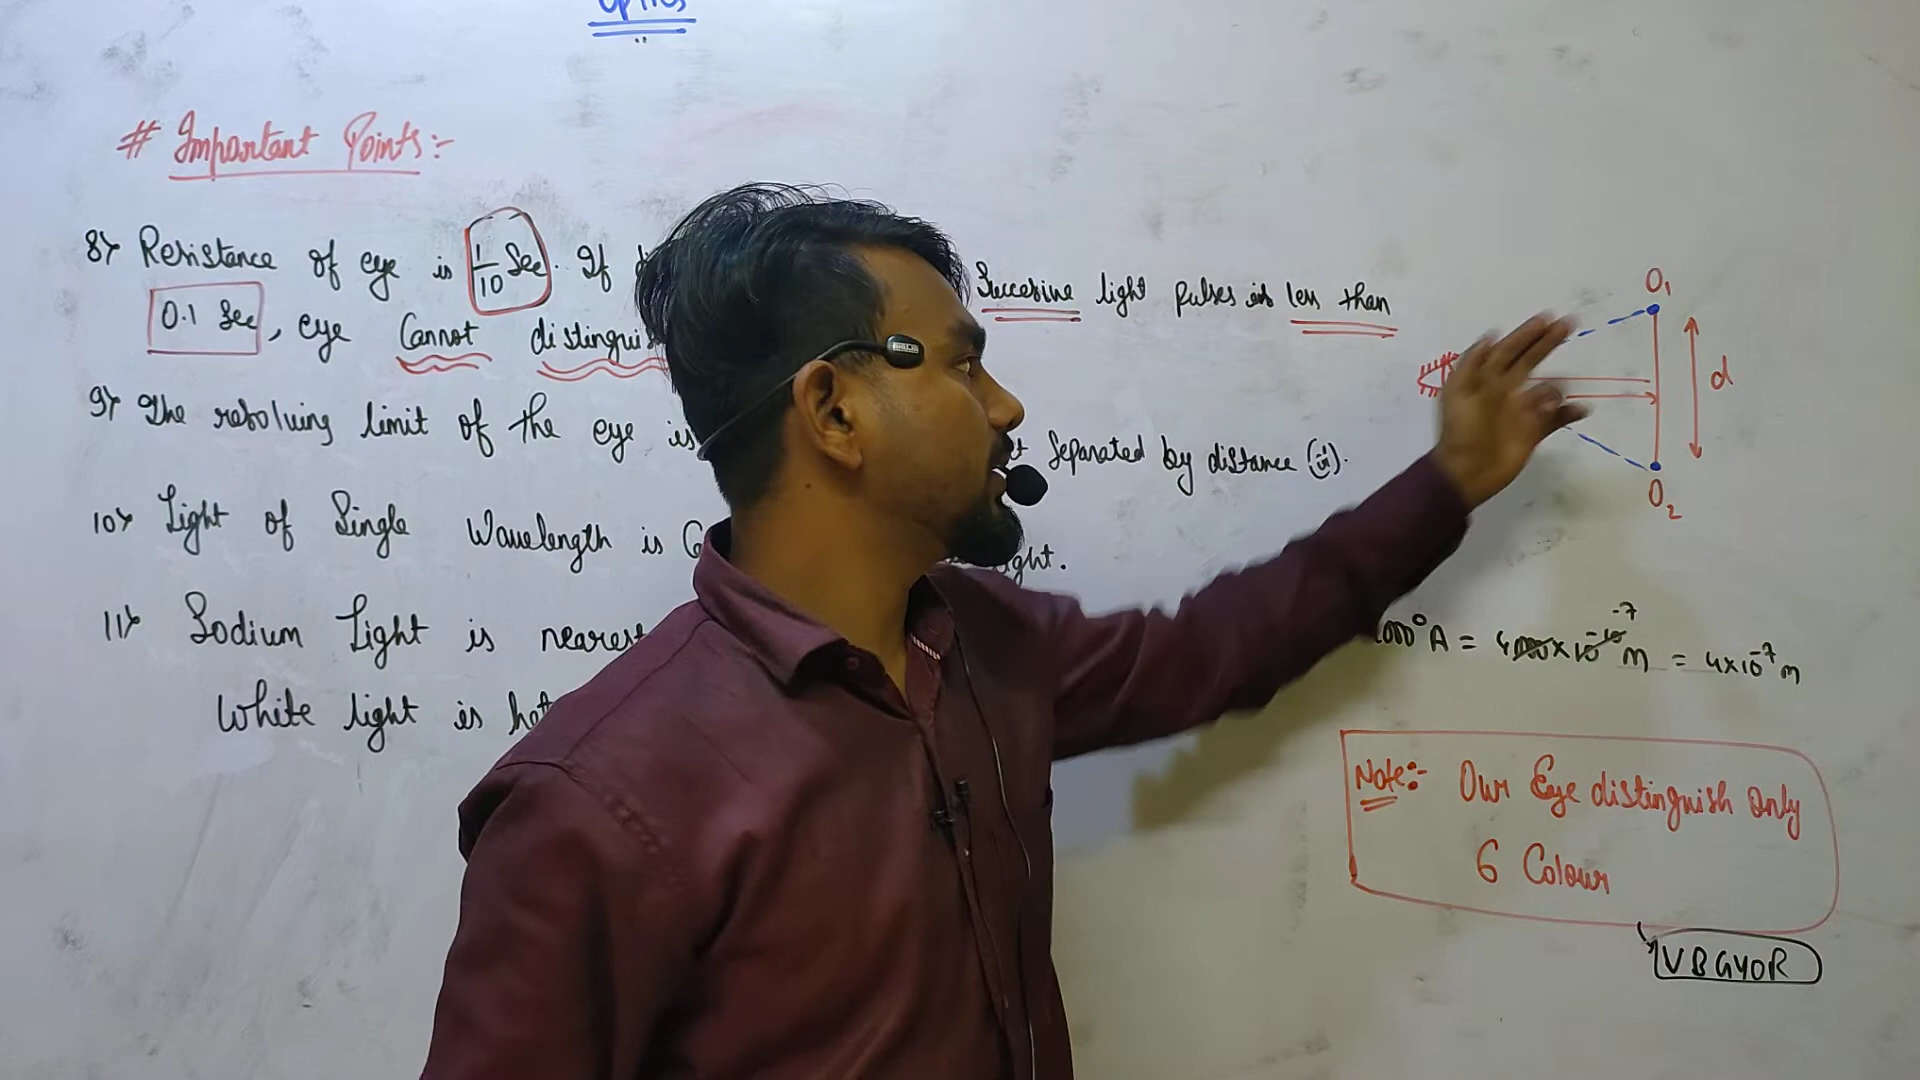 Optics
# Important Points:-
8) Resistance of eye is 1/10 Sec. If Succesive light pulses is less than
0.1 Sec, eye Cannot
9) The resolving limit of the eye is Separated by distance
10) Light of Single Wavelength is
11) Sodium Light is nearest
White light is
O1
d
O2
000°A = 4000×10^-10 -7 m = 4×10^-7 m
Note:- Our Eye distinguish Only
6 Colour
VBGYOR